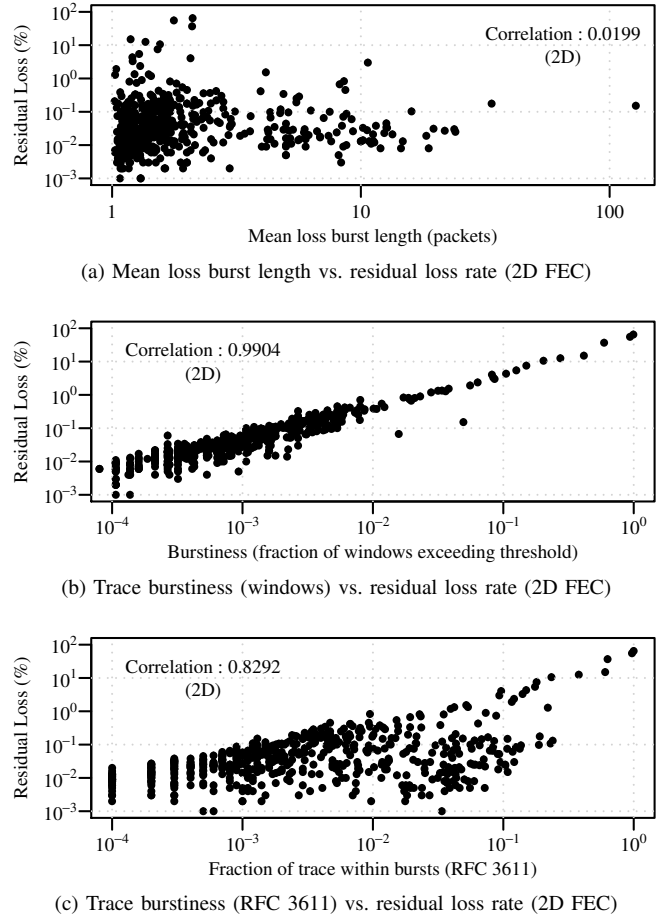 10²
10¹
10⁰
10⁻¹
10⁻²
10⁻³
Residual Loss (%)
Correlation : 0.0199
(2D)
1 10 100
Mean loss burst length (packets)
(a) Mean loss burst length vs. residual loss rate (2D FEC)
10²
10¹
10⁰
10⁻¹
10⁻²
10⁻³
Residual Loss (%)
Correlation : 0.9904
(2D)
10⁻⁴ 10⁻³ 10⁻² 10⁻¹ 10⁰
Burstiness (fraction of windows exceeding threshold)
(b) Trace burstiness (windows) vs. residual loss rate (2D FEC)
10²
10¹
10⁰
10⁻¹
10⁻²
10⁻³
Residual Loss (%)
Correlation : 0.8292
(2D)
10⁻⁴ 10⁻³ 10⁻² 10⁻¹ 10⁰
Fraction of trace within bursts (RFC 3611)
(c) Trace burstiness (RFC 3611) vs. residual loss rate (2D FEC)